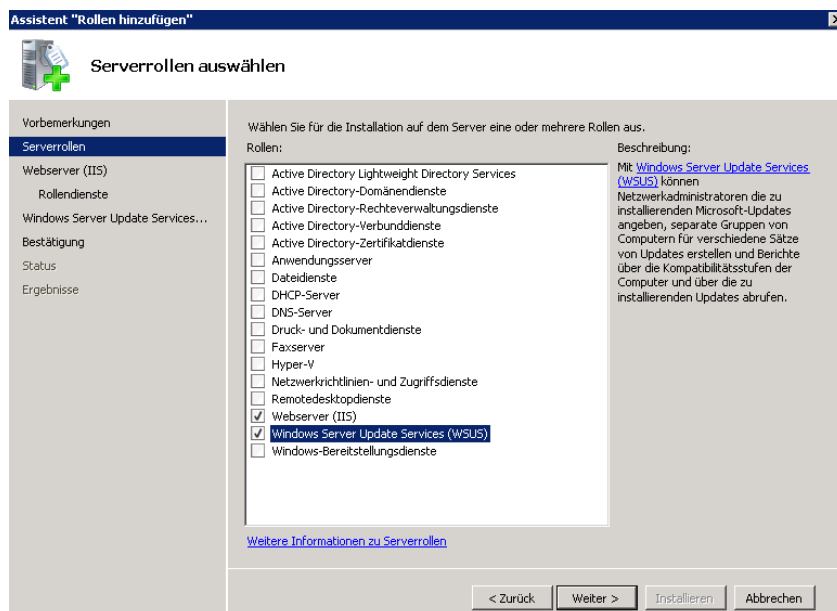 Assistent "Rollen hinzufügen"
Serverrollen auswählen
Vorbemerkungen
Serverrollen
Webserver (IIS)
Rollendienste
Windows Server Update Services...
Bestätigung
Status
Ergebnisse
Wählen Sie für die Installation auf dem Server eine oder mehrere Rollen aus.
Rollen:
Active Directory Lightweight Directory Services
Active Directory-Domänendienste
Active Directory-Rechteverwaltungsdienste
Active Directory-Verbunddienste
Active Directory-Zertifikatdienste
Anwendungsserver
Dateidienste
DHCP-Server
DNS-Server
Druck- und Dokumentdienste
Faxserver
Hyper-V
Netzwerkrichtlinien- und Zugriffsdienste
Remotedesktopdienste
Webserver (IIS)
Windows Server Update Services (WSUS)
Windows-Bereitstellungsdienste
Weitere Informationen zu Serverrollen
Beschreibung:
Mit Windows Server Update Services
(WSUS) können
Netzwerkadministratoren die zu
installierenden Microsoft-Updates
angeben, separate Gruppen von
Computern für verschiedene Sätze
von Updates erstellen und Berichte
über die Kompatibilitätsstufen der
Computer und über die zu
installierenden Updates abrufen.
< Zurück
Weiter >
Installieren
Abbrechen